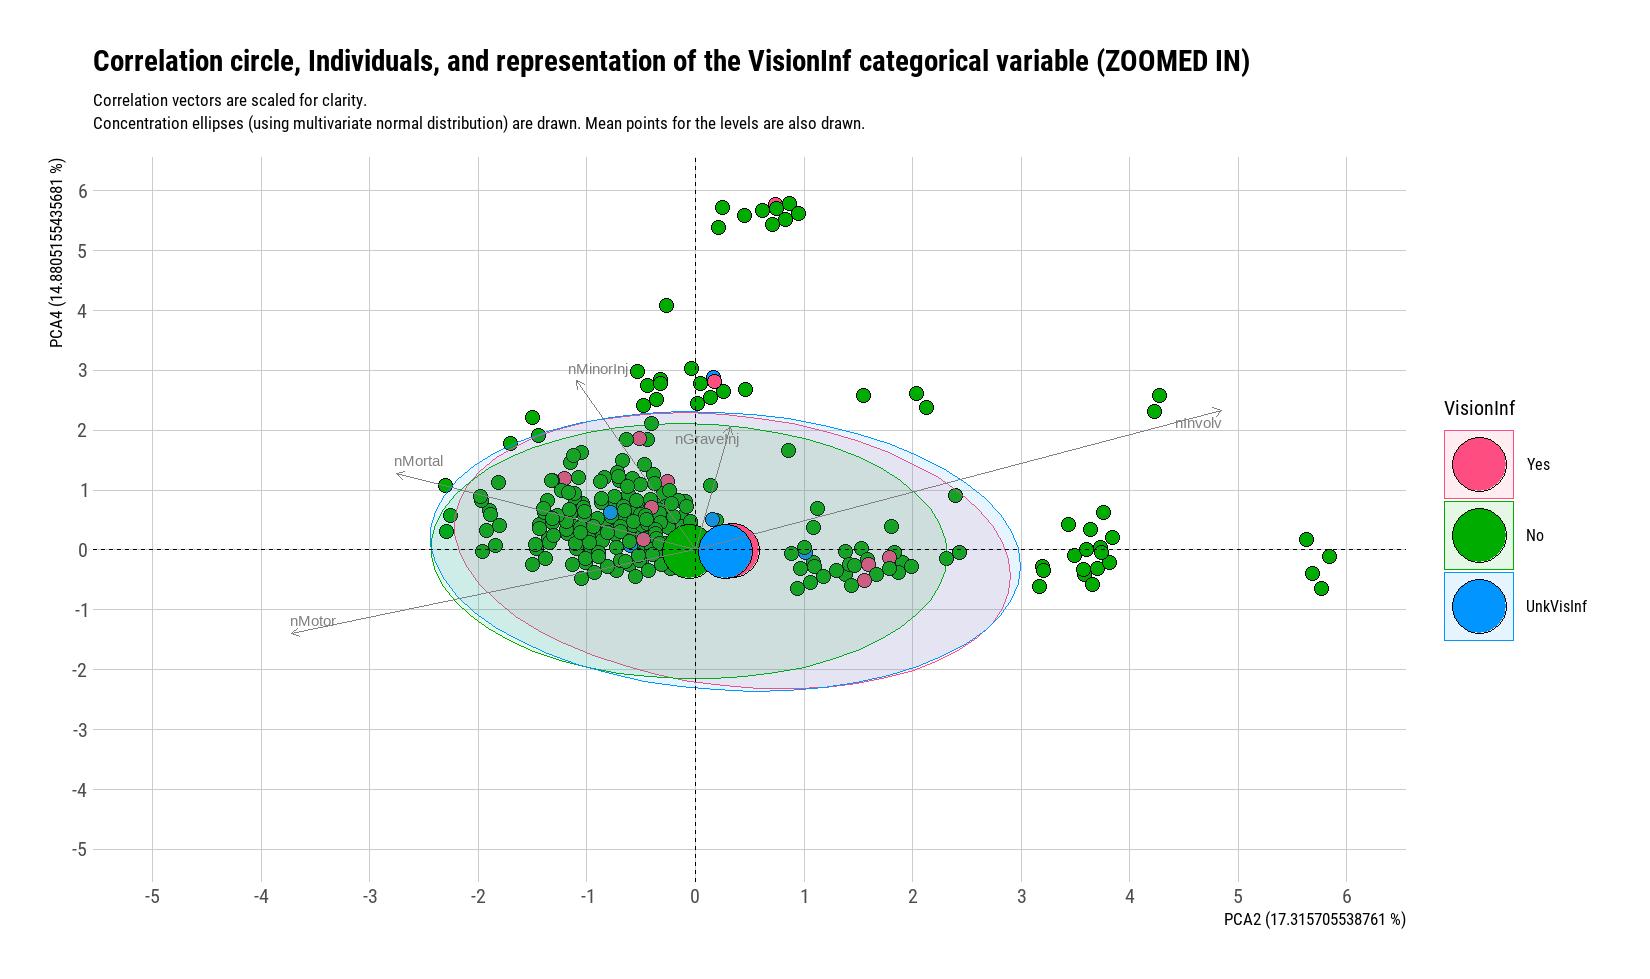 Correlation circle, Individuals, and representation of the VisionInf categorical variable (ZOOMED IN)
Correlation vectors are scaled for clarity.
Concentration ellipses (using multivariate normal distribution) are drawn. Mean points for the levels are also drawn.
PCA4 (14.8805155435681 %)
6
5
4
3
2
1
0
-1
-2
-3
-4
-5
nMinorInj
nGraveInj
nInvolv
nMortal
nMotor
-5 -4 -3 -2 -1 0 1 2 3 4 5 6
PCA2 (17.315705538761 %)
VisionInf
Yes
No
UnkVisInf